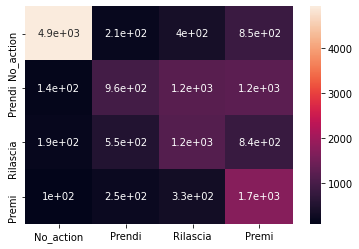 4.9e+03 2.1e+02 4e+02 8.5e+02
1.4e+02 9.6e+02 1.2e+03 1.2e+03
1.9e+02 5.5e+02 1.2e+03 8.4e+02
1e+02 2.5e+02 3.3e+02 1.7e+03
No_action
Prendi
Rilascia
Premi
No_action Prendi Rilascia Premi
4000
3000
2000
1000